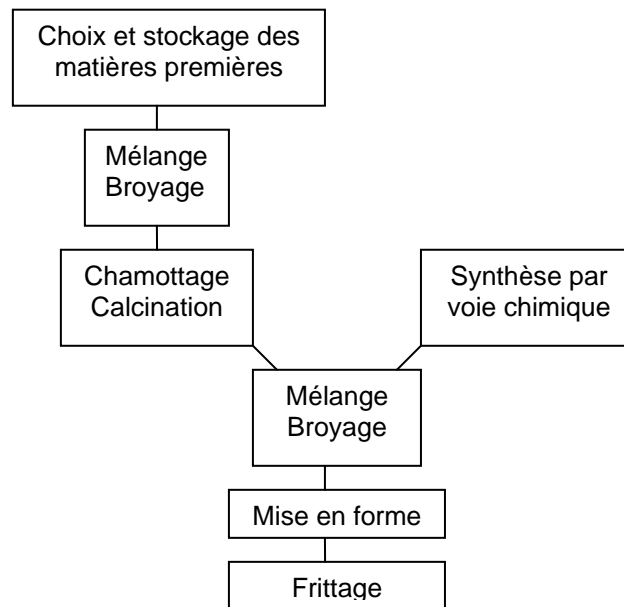 Choix et stockage des
matières premières
Mélange
Broyage
Chamottage
Calcination
Synthèse par
voie chimique
Mélange
Broyage
Mise en forme
Frittage